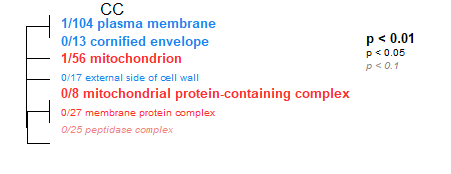 CC
1/104 plasma membrane
0/13 cornified envelope
1/56 mitochondrion
0/17 external side of cell wall
0/8 mitochondrial protein-containing complex
0/27 membrane protein complex
0/25 peptidase complex
p < 0.01
p < 0.05
p < 0.1